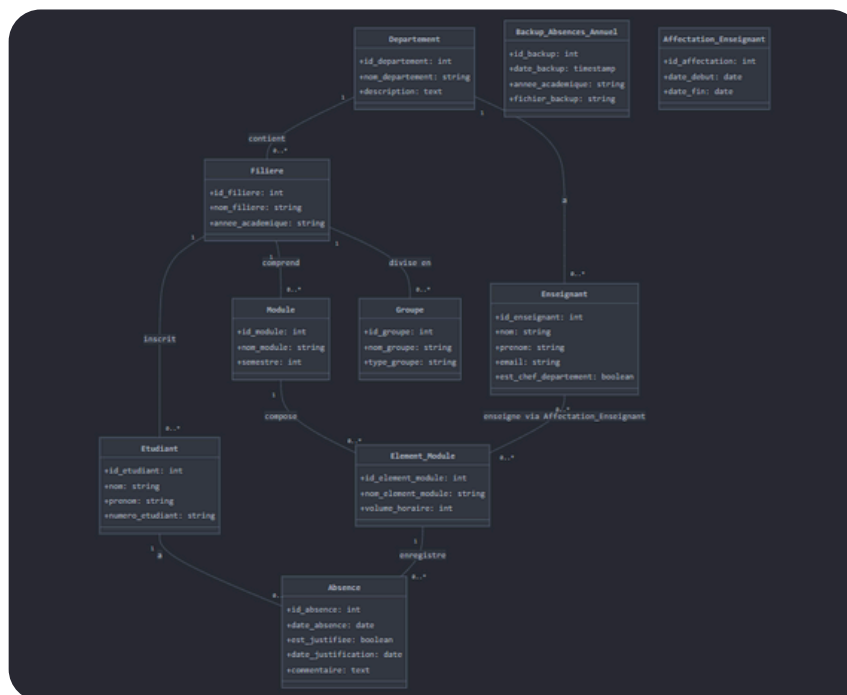 Departement
+id_departement: int
+nom_departement: string
+description: text
Backup_Absences_Annuel
+id_backup: int
+date_backup: timestamp
+annee_academique: string
+fichier_backup: string
Affectation_Enseignant
+id_affectation: int
+date_debut: date
+date_fin: date
1
1
contient
0..*
Filiere
+id_filiere: int
+nom_filiere: string
+annee_academique: string
a
1
1
1
comprend
divise en
0..*
0..*
0..*
Module
+id_module: int
+nom_module: string
+semestre: int
Groupe
+id_groupe: int
+nom_groupe: string
+type_groupe: string
Enseignant
+id_enseignant: int
+nom: string
+prenom: string
+email: string
+est_chef_departement: boolean
inscrit
1
compose
0..*
enseigne via Affectation_Enseignant
0..*
0..*
0..*
Etudiant
+id_etudiant: int
+nom: string
+prenom: string
+numero_etudiant: string
Element_Module
+id_element_module: int
+nom_element_module: string
+volume_horaire: int
1
a
1
enregistre
0..*
0..
Absence
+id_absence: int
+date_absence: date
+est_justifiee: boolean
+date_justification: date
+commentaire: text